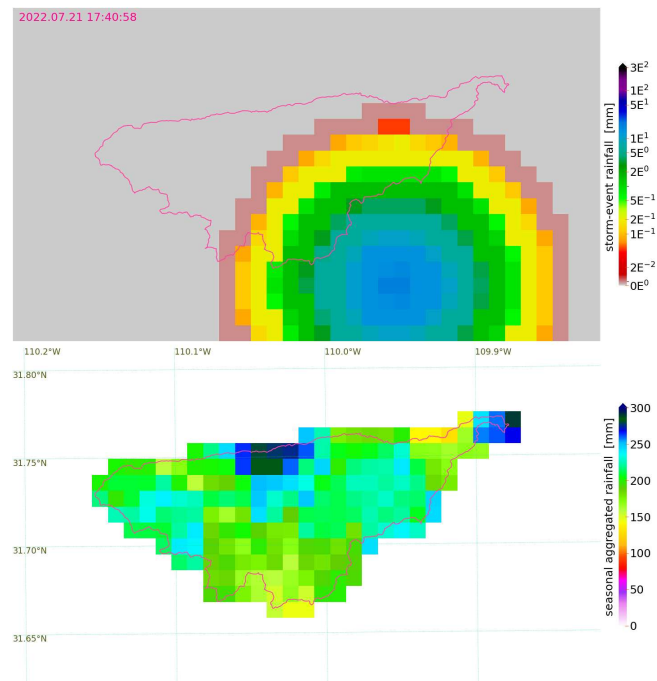 2022.07.21 17:40:58
3E²
1E²
5E¹
1E¹
5E⁰
2E⁰
5E⁻¹
2E⁻¹
1E⁻¹
2E⁻²
0E⁰
storm-event rainfall [mm]
110.2°W 110.1°W 110.0°W 109.9°W
31.80°N
31.75°N
31.70°N
31.65°N
300
250
200
150
100
50
0
seasonal aggregated rainfall [mm]